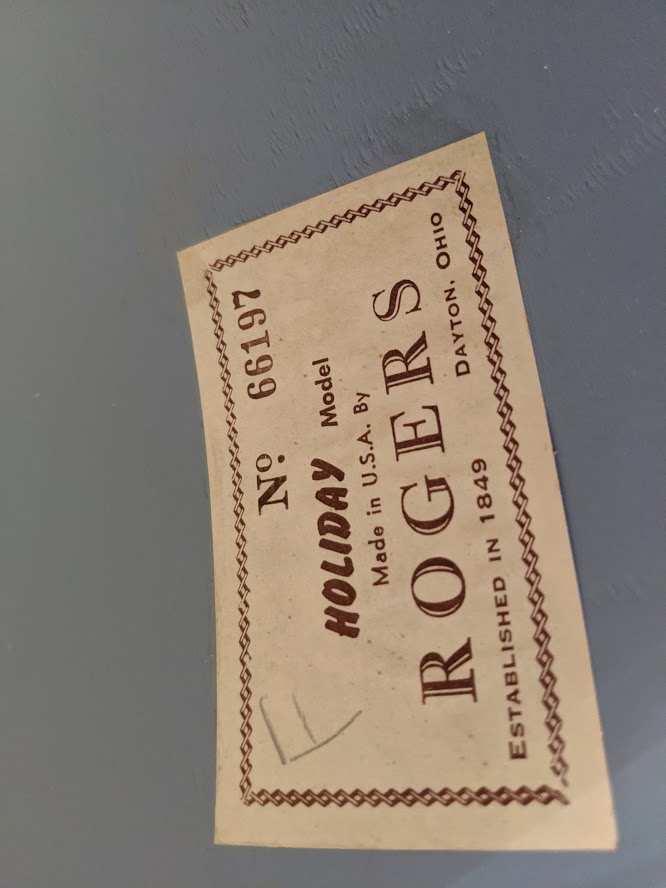 F
No. 66197
HOLIDAY Model
Made in U.S.A. By
ROGERS
ESTABLISHED IN 1849 DAYTON, OHIO